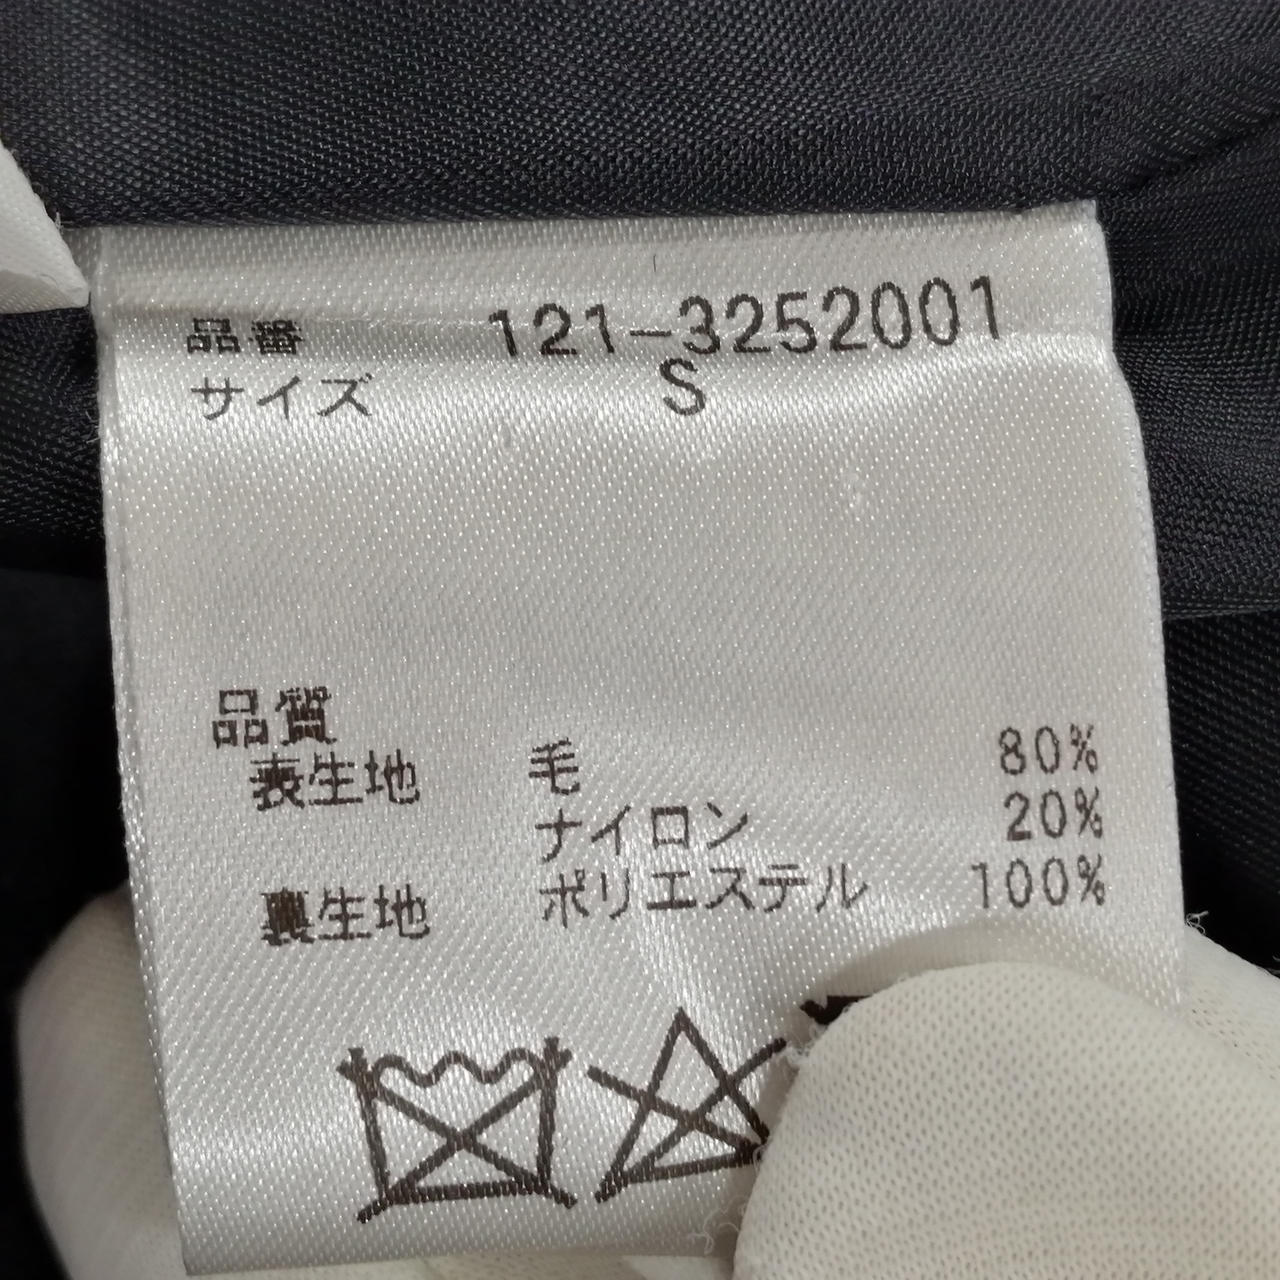 品番 121-3252001
サイズ S
品質
表生地 毛 80%
ナイロン 20%
裏生地 ポリエステル 100%